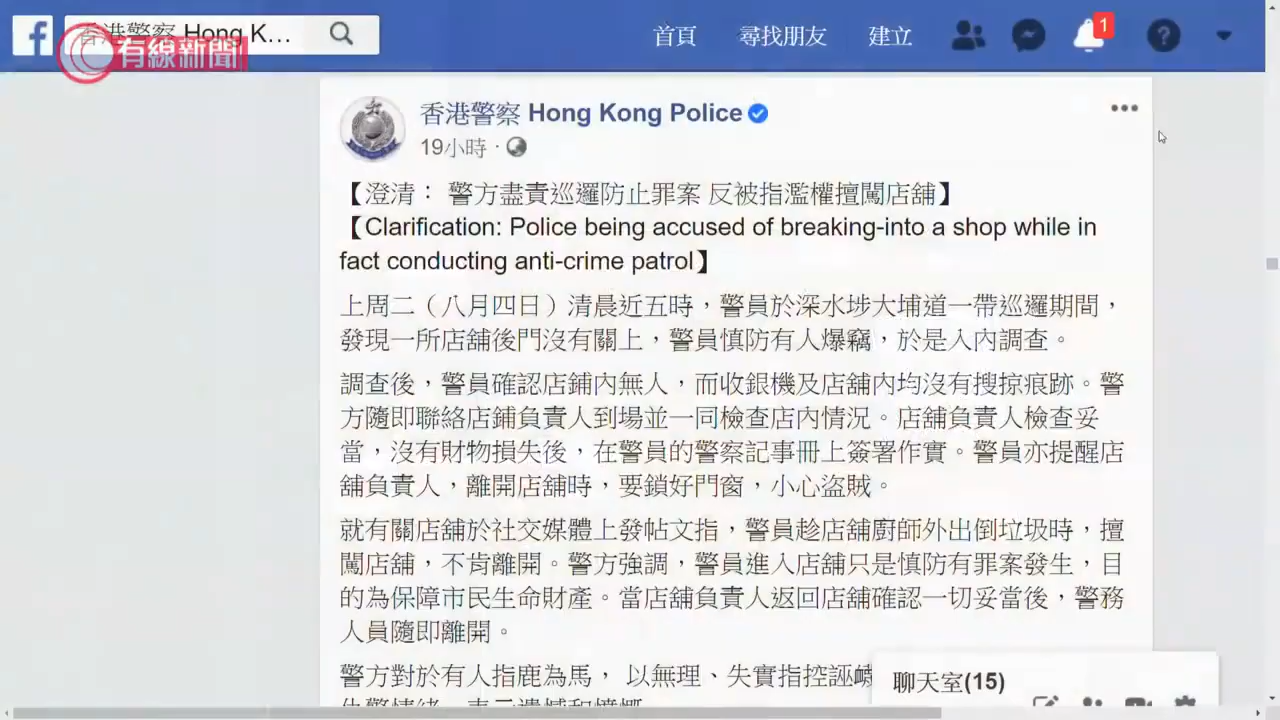 香港警察 Hong K...
有線新聞
首頁
尋找朋友
建立
1
香港警察 Hong Kong Police
19小時 ·
【澄清： 警方盡責巡邏防止罪案 反被指濫權擅闖店舖】
【Clarification: Police being accused of breaking-into a shop while in
fact conducting anti-crime patrol】
上周二（八月四日）清晨近五時，警員於深水埗大埔道一帶巡邏期間，
發現一所店舖後門沒有關上，警員慎防有人爆竊，於是入內調查。
調查後，警員確認店鋪內無人，而收銀機及店舖內均沒有搜掠痕跡。警
方隨即聯絡店鋪負責人到場並一同檢查店內情況。店舖負責人檢查妥
當，沒有財物損失後，在警員的警察記事冊上簽署作實。警員亦提醒店
舖負責人，離開店舖時，要鎖好門窗，小心盜賊。
就有關店舖於社交媒體上發帖文指，警員趁店舖廚師外出倒垃圾時，擅
闖店舖，不肯離開。警方強調，警員進入店舖只是慎防有罪案發生，目
的為保障市民生命財產。當店舖負責人返回店舖確認一切妥當後，警務
人員隨即離開。
警方對於有人指鹿為馬， 以無理、失實指控誣衊
聊天室(15)